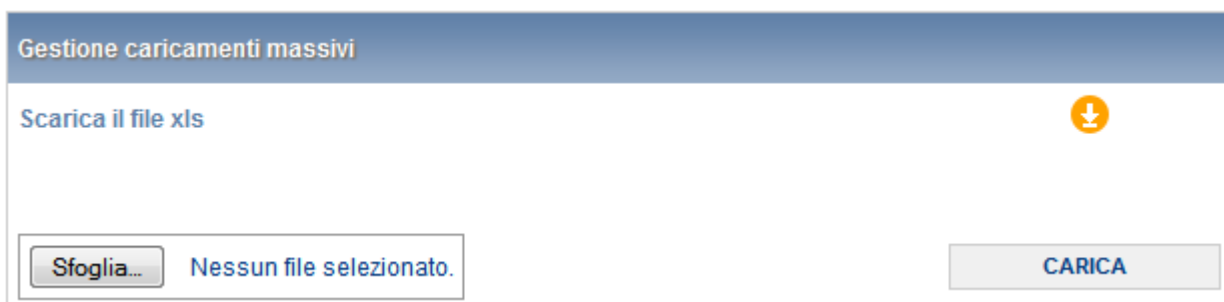 Gestione caricamenti massivi
Scarica il file xls
Sfoglia... Nessun file selezionato.
CARICA